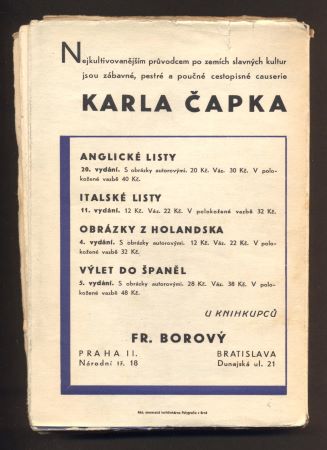 Nejkultivovanějším průvodcem po zemích slavných kultur
jsou zábavné, pestré a poučné cestopisné causerie
KARLA ČAPKA
ANGLICKÉ LISTY
20. vydání. S obrázky autorovými. 20 Kč. Váz. 30 Kč. V polo-
kožené vazbě 40 Kč.
ITALSKÉ LISTY
11. vydání. 12 Kč. Váz. 22 Kč. V polokožené vazbě 32 Kč.
OBRÁZKY Z HOLANDSKA
4. vydání. S obrázky autorovými. 12 Kč. Váz. 22 Kč. V polo-
kožené vazbě 32 Kč.
VÝLET DO ŠPANĚL
5. vydání. S obrázky autorovými. 28 Kč. Váz. 38 Kč. V polo-
kožené vazbě 48 Kč.
U KNIHKUPCŮ
FR. BOROVÝ
PRAHA II. BRATISLAVA
Národní tř. 18 Dunajská ul. 21
Polygrafia v Brně